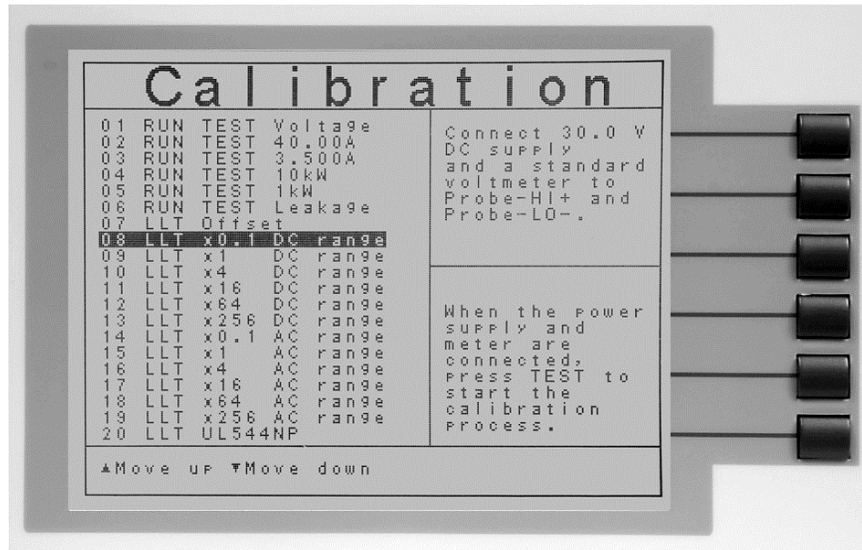 Calibration
01 RUN TEST Voltage
02 RUN TEST 40.00A
03 RUN TEST 3.500A
04 RUN TEST 10kW
05 RUN TEST 1kW
06 RUN TEST Leakage
07 LLT Offset
08 LLT x0.1 DC range
09 LLT x1 DC range
10 LLT x4 DC range
11 LLT x16 DC range
12 LLT x64 DC range
13 LLT x256 DC range
14 LLT x0.1 AC range
15 LLT x1 AC range
16 LLT x4 AC range
17 LLT x16 AC range
18 LLT x64 AC range
19 LLT x256 AC range
20 LLT UL544NP
Connect 30.0 V
DC supply
and a standard
voltmeter to
Probe-HI+ and
Probe-LO-.
When the power
supply and
meter are
connected,
press TEST to
start the
calibration
process.
▲Move up ▼Move down